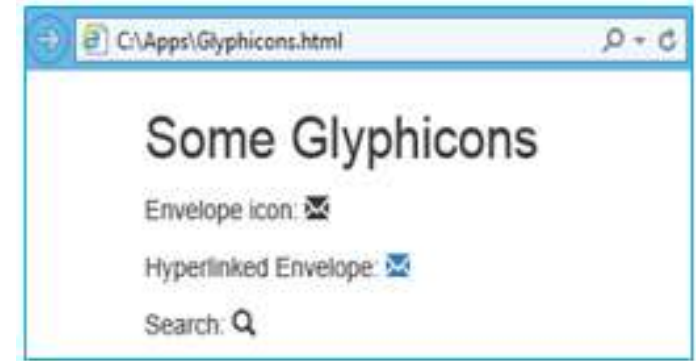 C:\Apps\Glyphicons.html
Some Glyphicons
Envelope icon:
Hyperlinked Envelope:
Search: